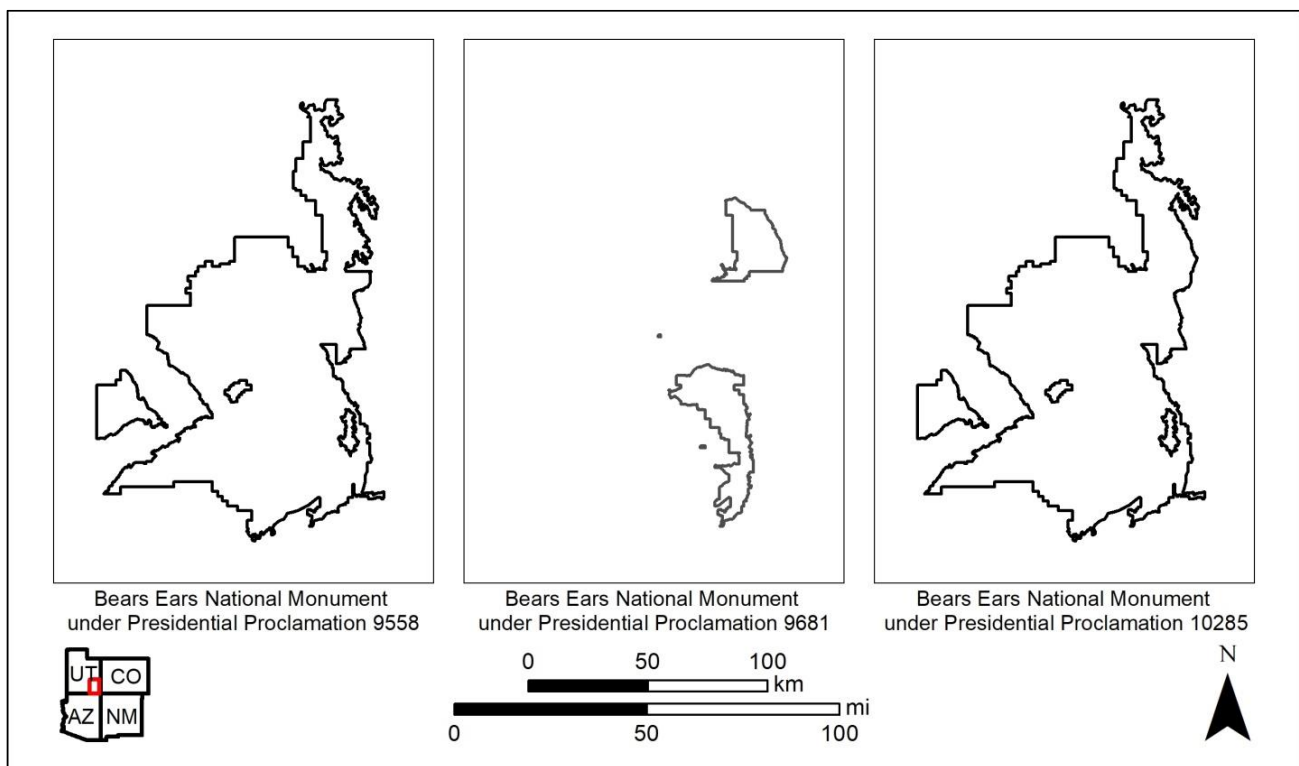 Bears Ears National Monument
under Presidential Proclamation 9558
Bears Ears National Monument
under Presidential Proclamation 9681
Bears Ears National Monument
under Presidential Proclamation 10285
UT CO
AZ NM
0 50 100
km
mi
0 50 100
N